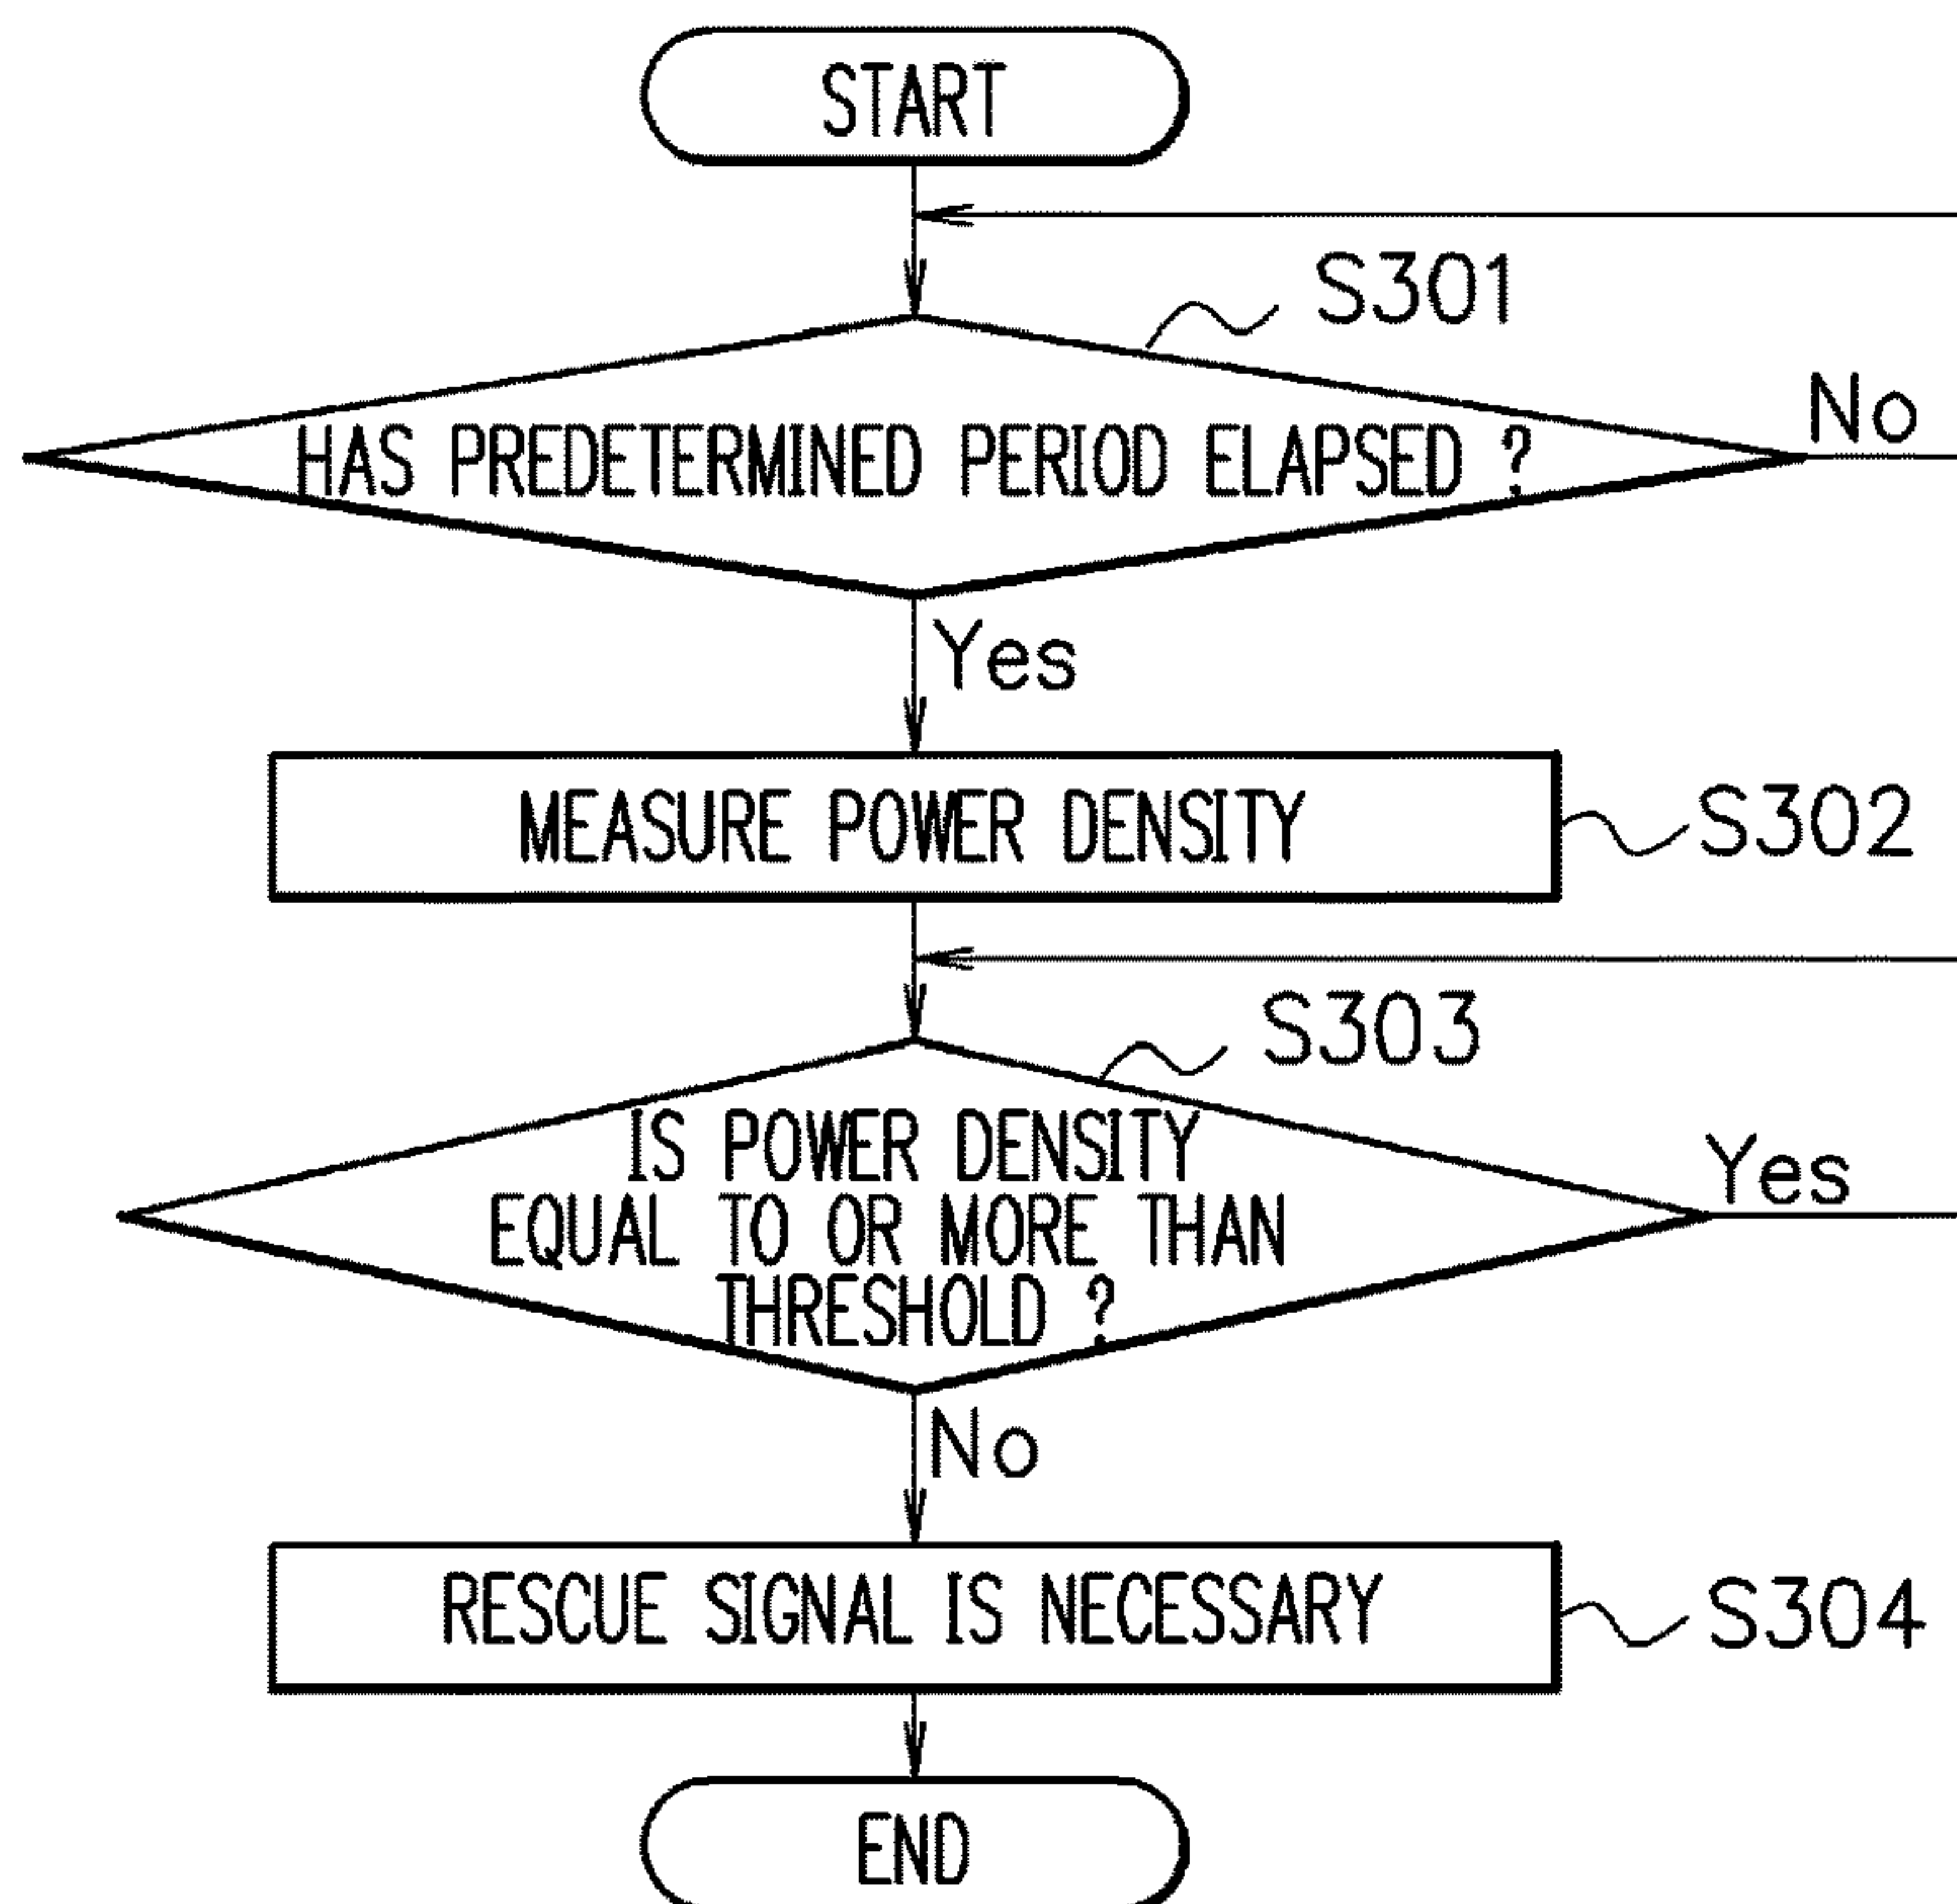 START
S301
HAS PREDETERMINED PERIOD ELAPSED ?
No
Yes
MEASURE POWER DENSITY
S302
S303
IS POWER DENSITY
EQUAL TO OR MORE THAN
THRESHOLD ?
Yes
No
RESCUE SIGNAL IS NECESSARY
S304
END